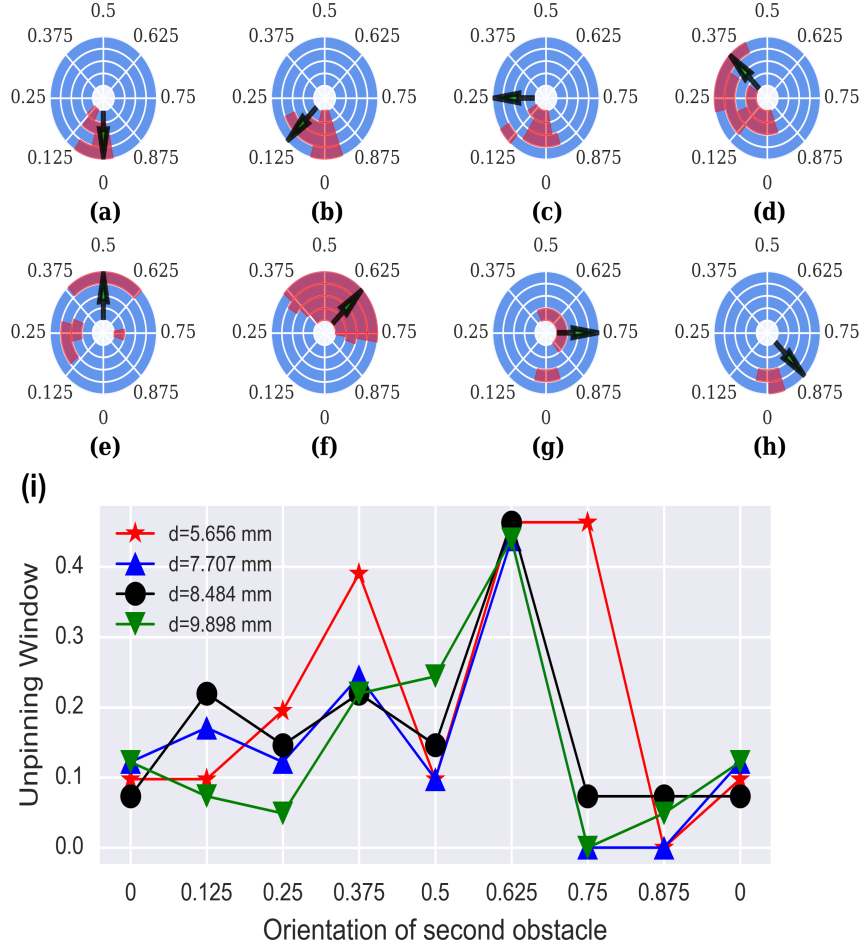 0.5 0.5 0.5 0.5
0.375 0.625 0.375 0.625 0.375 0.625 0.375 0.625
0.25 0.75 0.25 0.75 0.25 0.75 0.25 0.75
0.125 0.875 0.125 0.875 0.125 0.875 0.125 0.875
0 0 0 0
(a) (b) (c) (d)
0.5 0.5 0.5 0.5
0.375 0.625 0.375 0.625 0.375 0.625 0.375 0.625
0.25 0.75 0.25 0.75 0.25 0.75 0.25 0.75
0.125 0.875 0.125 0.875 0.125 0.875 0.125 0.875
0 0 0 0
(e) (f) (g) (h)
(i)
d=5.656 mm
d=7.707 mm
d=8.484 mm
d=9.898 mm
Unpinning Window
0.4
0.3
0.2
0.1
0.0
0 0.125 0.25 0.375 0.5 0.625 0.75 0.875 0
Orientation of second obstacle